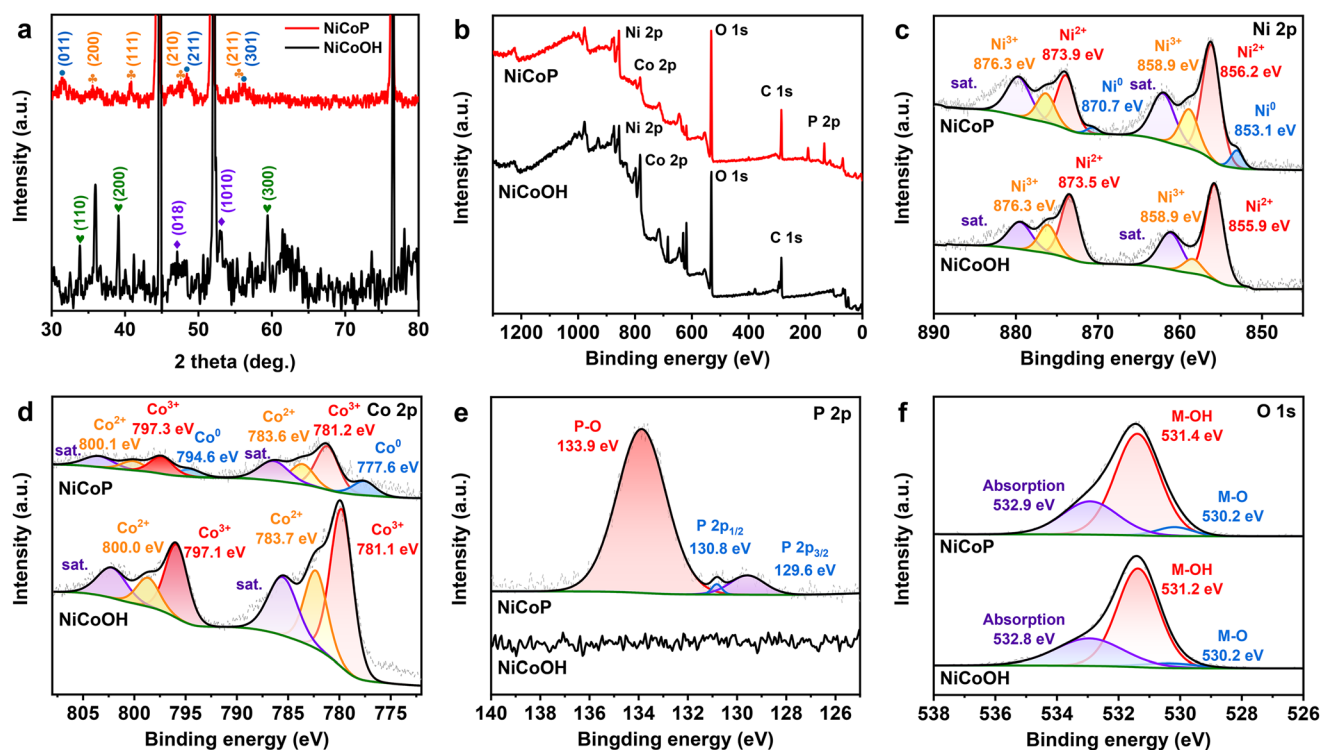 a
NiCoP
NiCoOH
(011)
(200)
(111)
(210)
(211)
(211)
(301)
(110)
(200)
(018)
(1010)
(300)
Intensity (a.u.)
30 40 50 60 70 80
2 theta (deg.)
b
O 1s
Ni 2p
NiCoP
Co 2p
C 1s
P 2p
Ni 2p
Co 2p
NiCoOH
O 1s
C 1s
Intensity (a.u.)
1200 1000 800 600 400 200 0
Binding energy (eV)
c
Ni 2p
Ni3+
876.3 eV
Ni2+
873.9 eV
Ni3+
858.9 eV
Ni2+
856.2 eV
sat.
Ni0
870.7 eV
sat.
Ni0
853.1 eV
NiCoP
Ni3+
876.3 eV
Ni2+
873.5 eV
Ni3+
858.9 eV
Ni2+
855.9 eV
sat.
sat.
NiCoOH
Intensity (a.u.)
890 880 870 860 850
Bingding energy (eV)
d
Co 2p
Co2+
800.1 eV
Co3+
797.3 eV
Co0
794.6 eV
Co2+
783.6 eV
Co3+
781.2 eV
Co0
777.6 eV
sat.
sat.
NiCoP
Co2+
800.0 eV
Co3+
797.1 eV
Co2+
783.7 eV
Co3+
781.1 eV
sat.
sat.
NiCoOH
Intensity (a.u.)
805 800 795 790 785 780 775
Bingding energy (eV)
e
P 2p
P-O
133.9 eV
P 2p1/2
130.8 eV
P 2p3/2
129.6 eV
NiCoP
NiCoOH
Intensity (a.u.)
140 138 136 134 132 130 128 126
Bingding energy (eV)
f
O 1s
M-OH
531.4 eV
Absorption
532.9 eV
M-O
530.2 eV
NiCoP
M-OH
531.2 eV
Absorption
532.8 eV
M-O
530.2 eV
NiCoOH
Intensity (a.u.)
538 536 534 532 530 528 526
Bingding energy (eV)